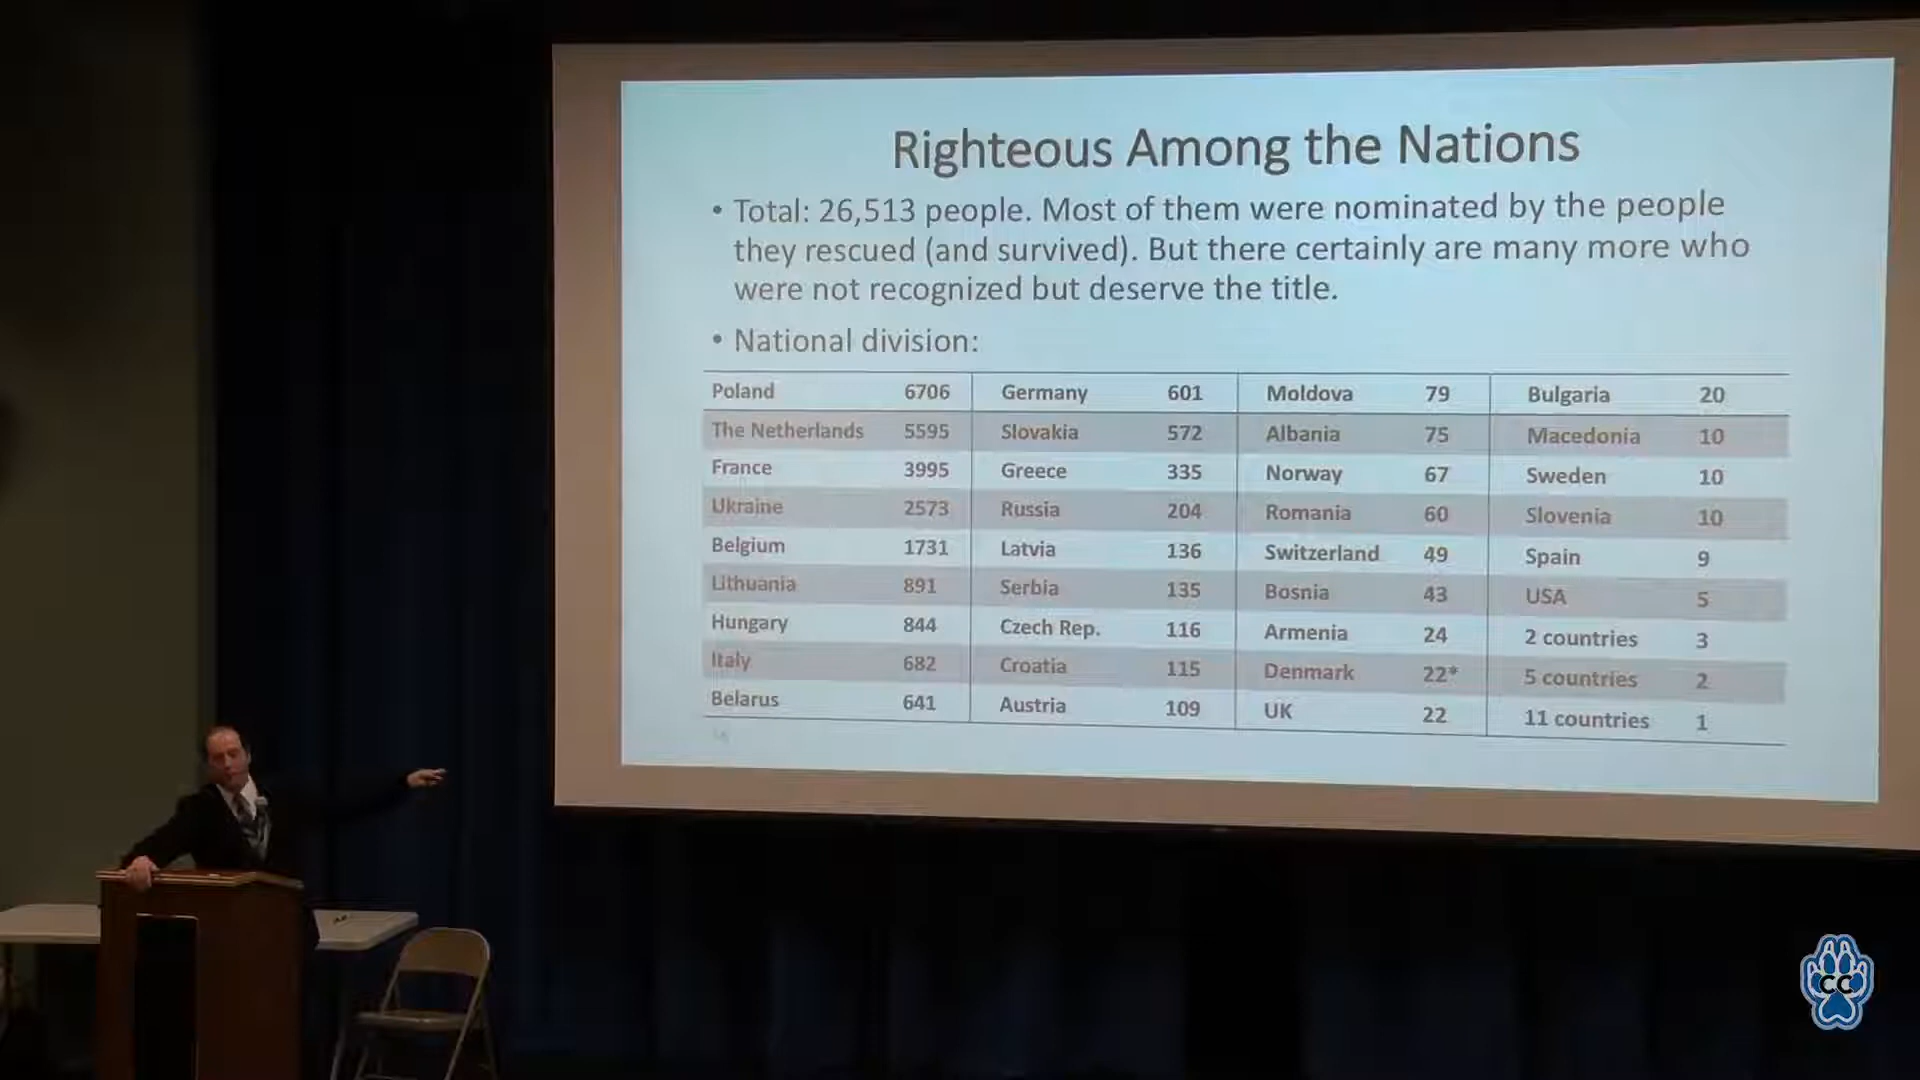 Righteous Among the Nations
• Total: 26,513 people. Most of them were nominated by the people
they rescued (and survived). But there certainly are many more who
were not recognized but deserve the title.
• National division:
Poland 6706 Germany 601 Moldova 79 Bulgaria 20
The Netherlands 5595 Slovakia 572 Albania 75 Macedonia 10
France 3995 Greece 335 Norway 67 Sweden 10
Ukraine 2573 Russia 204 Romania 60 Slovenia 10
Belgium 1731 Latvia 136 Switzerland 49 Spain 9
Lithuania 891 Serbia 135 Bosnia 43 USA 5
Hungary 844 Czech Rep. 116 Armenia 24 2 countries 3
Italy 682 Croatia 115 Denmark 22* 5 countries 2
Belarus 641 Austria 109 UK 22 11 countries 1
CC